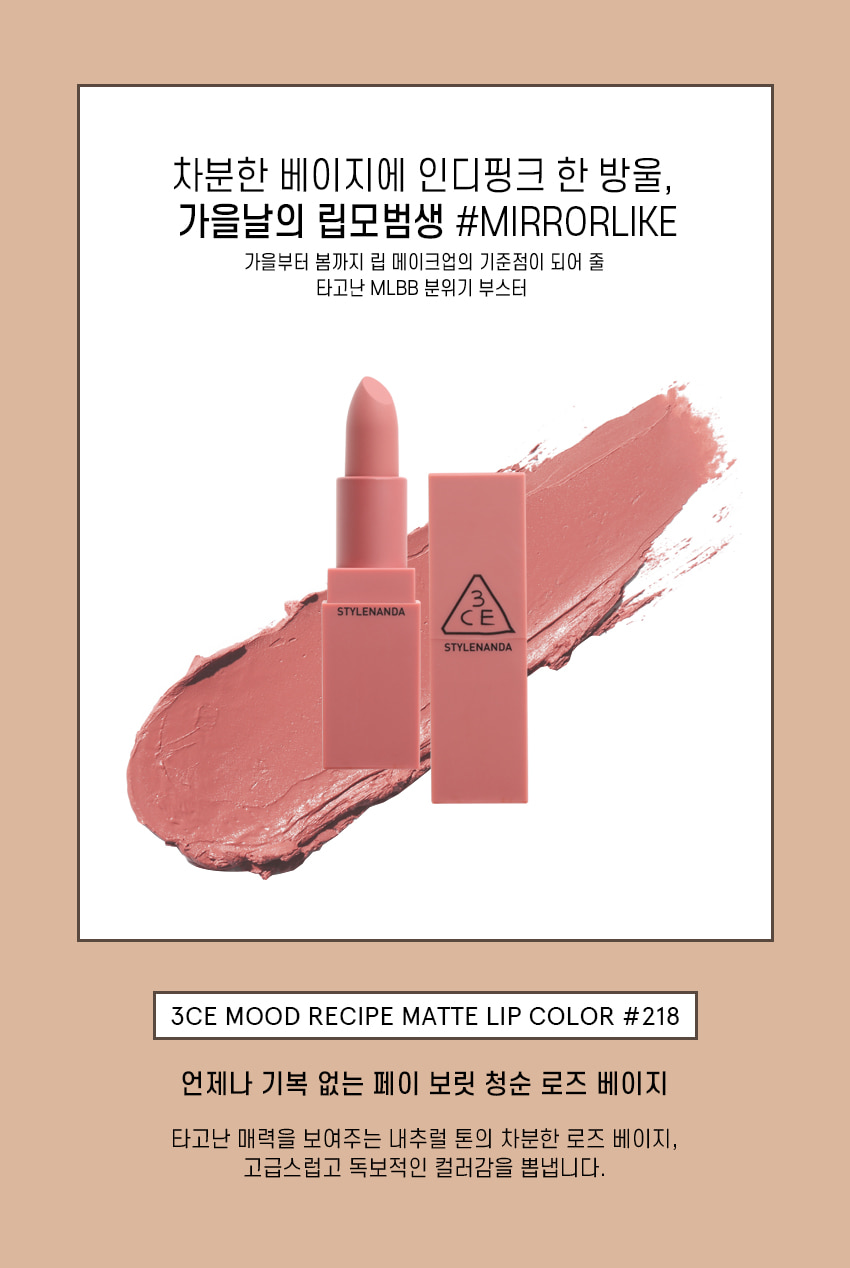 차분한 베이지에 인디핑크 한 방울,
가을날의 립모범생 #MIRRORLIKE
가을부터 봄까지 립 메이크업의 기준점이 되어 줄
타고난 MLBB 분위기 부스터
STYLENANDA
3
CE
STYLENANDA
3CE MOOD RECIPE MATTE LIP COLOR #218
언제나 기복 없는 페이 보릿 청순 로즈 베이지
타고난 매력을 보여주는 내추럴 톤의 차분한 로즈 베이지,
고급스럽고 독보적인 컬러감을 뽑냅니다.